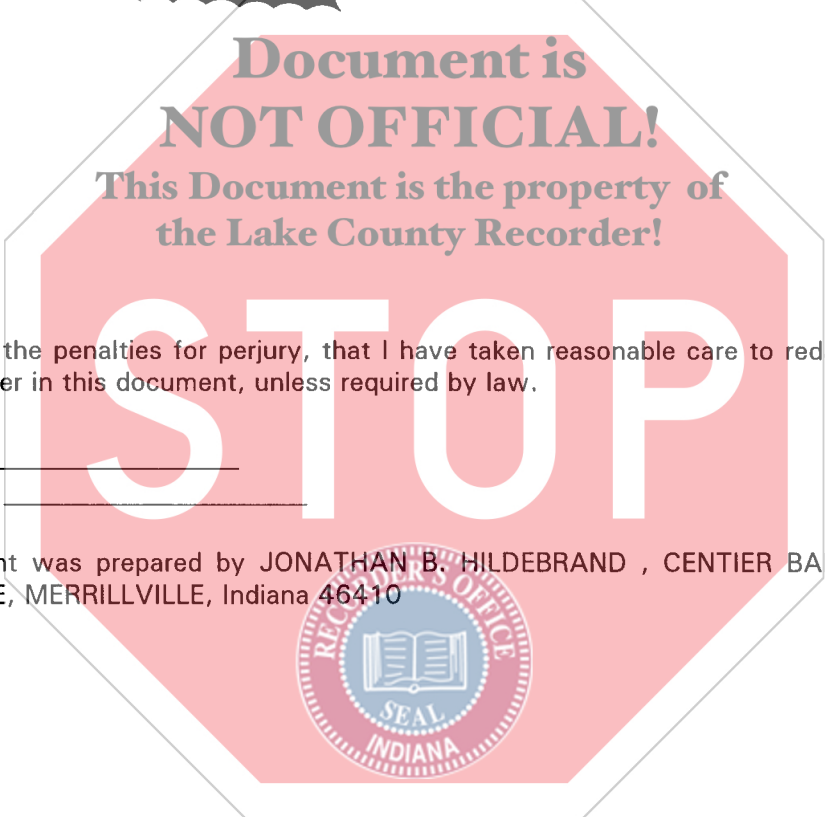 Document is
NOT OFFICIAL!
This Document is the property of
the Lake County Recorder!
STOP
the penalties for perjury, that I have taken reasonable care to red
er in this document, unless required by law.
nt was prepared by JONATHAN B. HILDEBRAND , CENTIER BA
E, MERRILLVILLE, Indiana 46410
RECORDER'S OFFICE
SEAL
INDIANA